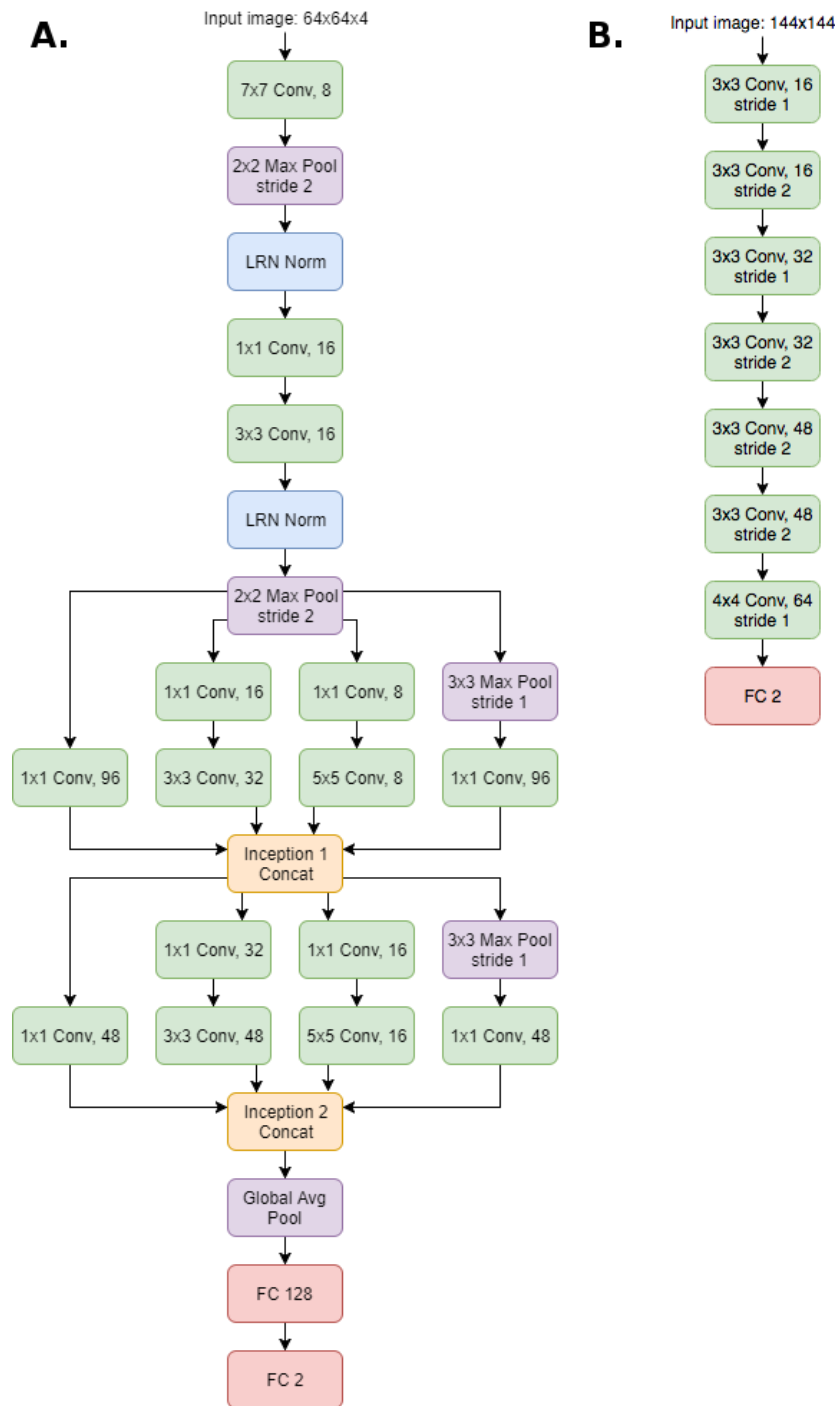 A.
Input image: 64x64x4
7x7 Conv, 8
2x2 Max Pool
stride 2
LRN Norm
1x1 Conv, 16
3x3 Conv, 16
LRN Norm
2x2 Max Pool
stride 2
1x1 Conv, 16
1x1 Conv, 8
3x3 Max Pool
stride 1
1x1 Conv, 96
3x3 Conv, 32
5x5 Conv, 8
1x1 Conv, 96
Inception 1
Concat
1x1 Conv, 32
1x1 Conv, 16
3x3 Max Pool
stride 1
1x1 Conv, 48
3x3 Conv, 48
5x5 Conv, 16
1x1 Conv, 48
Inception 2
Concat
Global Avg
Pool
FC 128
FC 2
B.
Input image: 144x144
3x3 Conv, 16
stride 1
3x3 Conv, 16
stride 2
3x3 Conv, 32
stride 1
3x3 Conv, 32
stride 2
3x3 Conv, 48
stride 2
3x3 Conv, 48
stride 2
4x4 Conv, 64
stride 1
FC 2